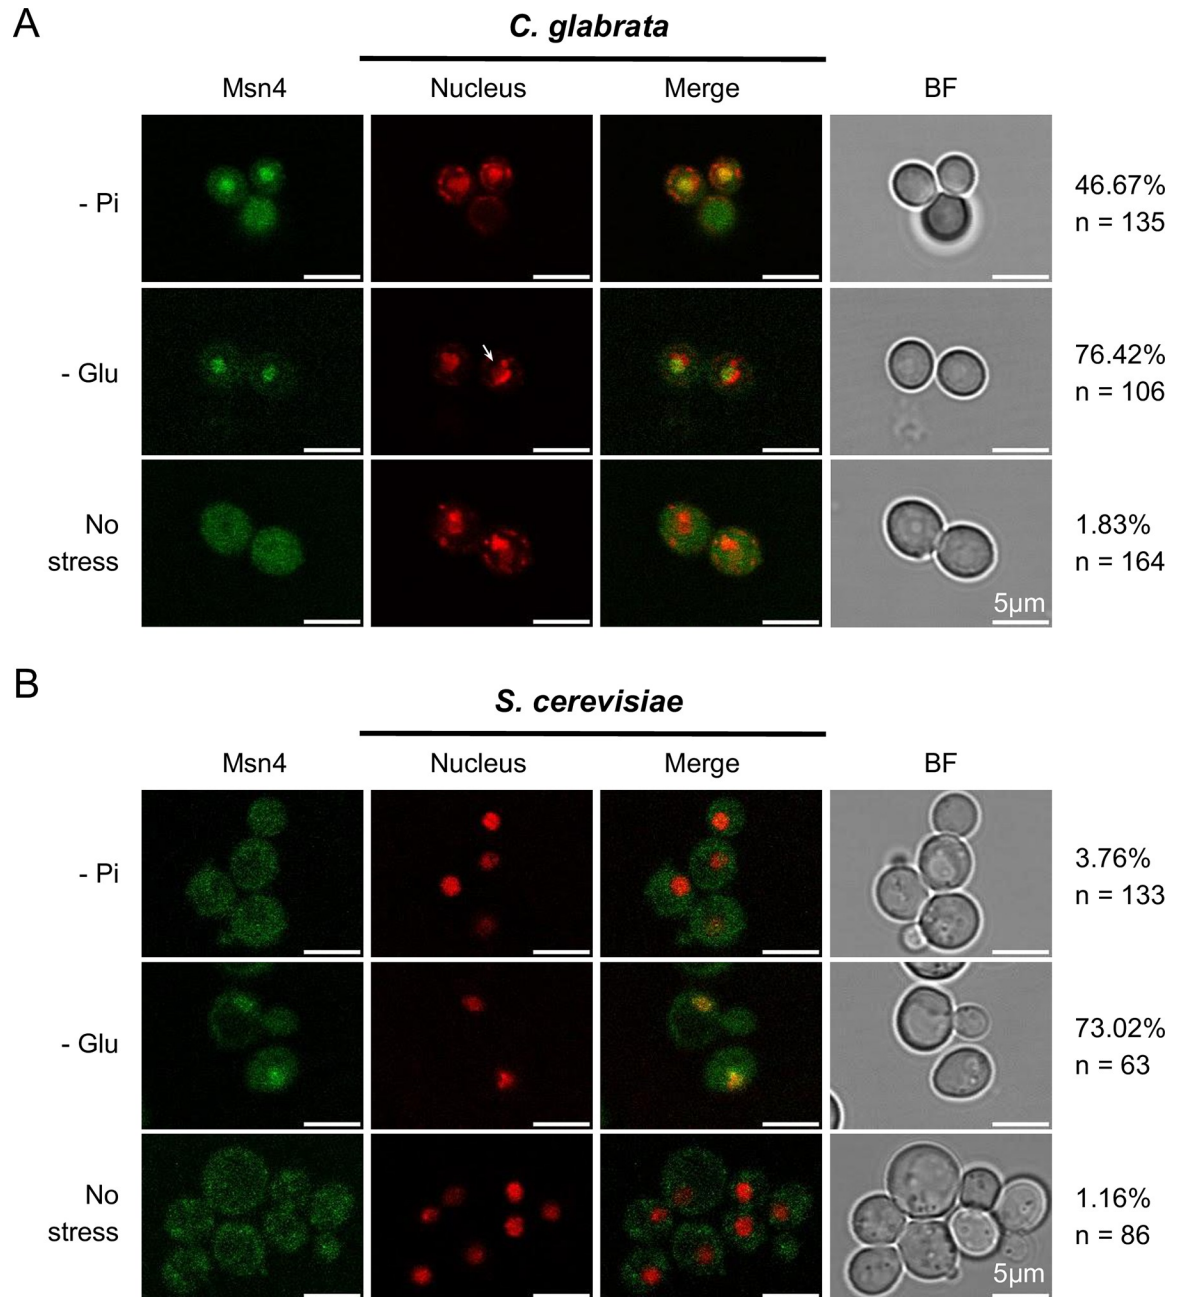 A
C. glabrata
Msn4 Nucleus Merge BF
- Pi
46.67%
n = 135
- Glu
76.42%
n = 106
No
stress
1.83%
n = 164
5μm
B
S. cerevisiae
Msn4 Nucleus Merge BF
- Pi
3.76%
n = 133
- Glu
73.02%
n = 63
No
stress
1.16%
n = 86
5μm